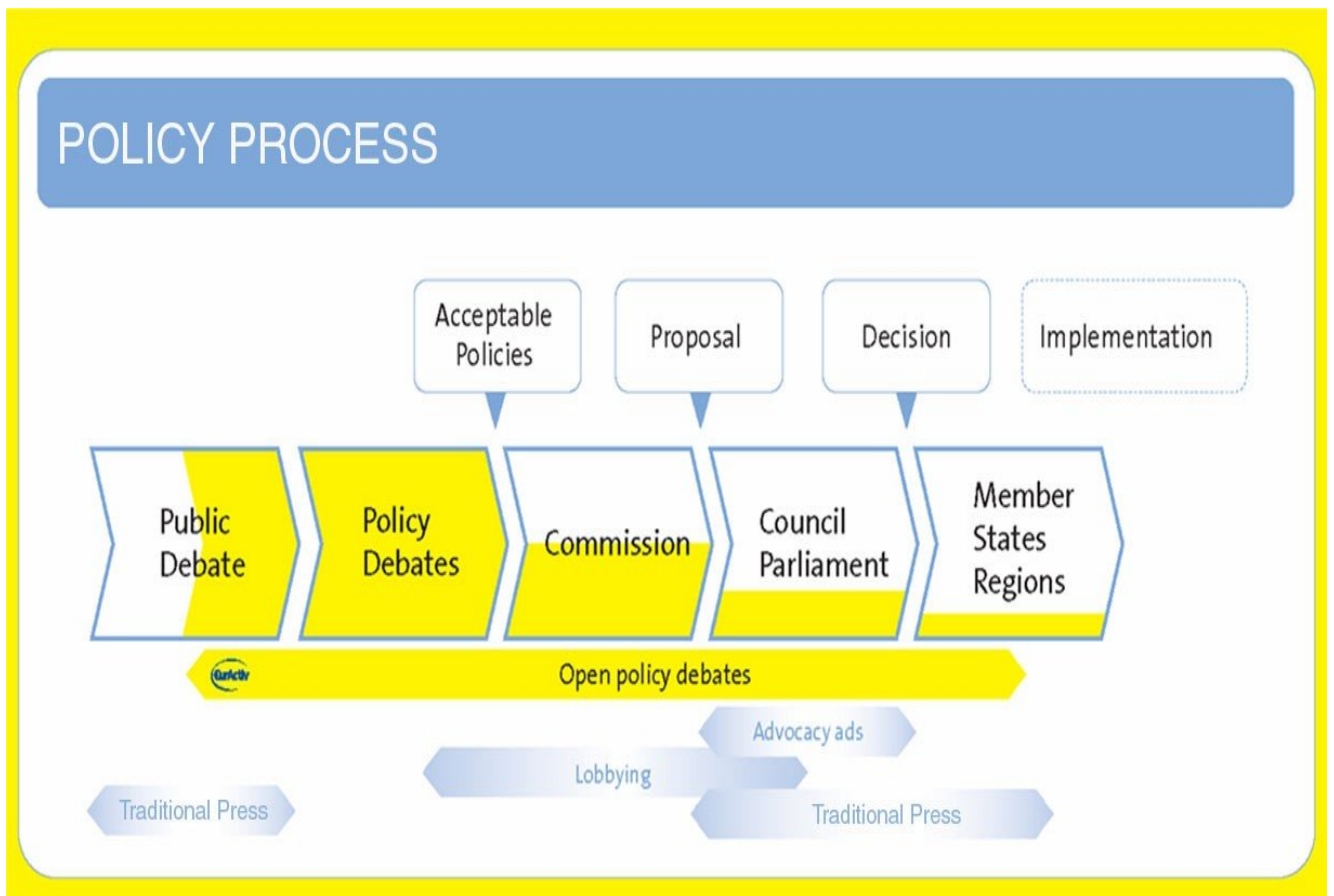 POLICY PROCESS
Acceptable
Policies
Proposal
Decision
Implementation
Public
Debate
Policy
Debates
Commission
Council
Parliament
Member
States
Regions
EurActiv
Open policy debates
Advocacy ads
Lobbying
Traditional Press
Traditional Press